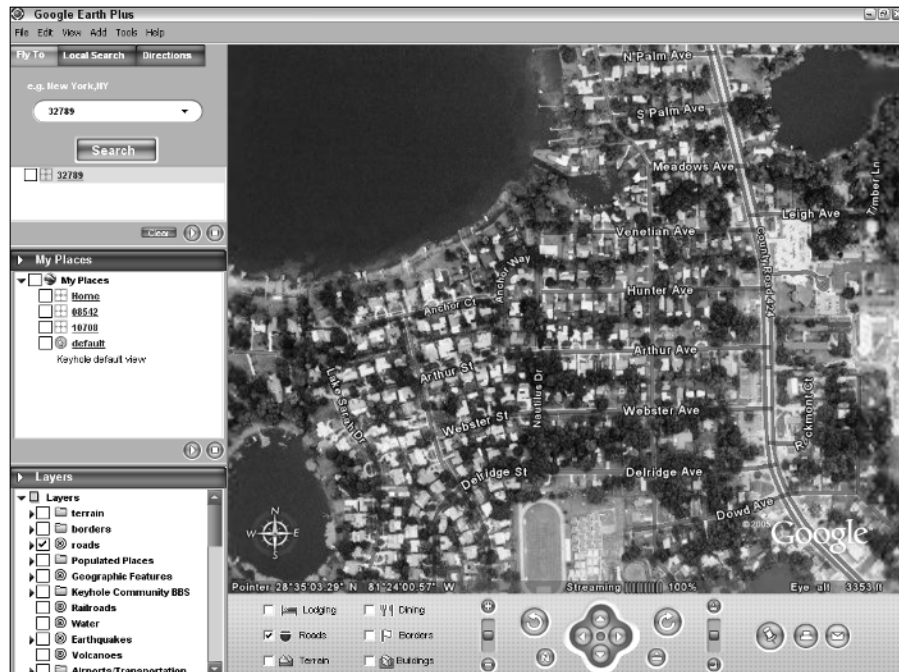 Google Earth Plus
File Edit View Add Tools Help
Fly To Local Search Directions
e.g. New York,NY
32789
Search
32789
Clear
My Places
My Places
Home
08542
10708
default
Keyhole default view
Layers
Layers
terrain
borders
roads
Populated Places
Geographic Features
Keyhole Community BBS
Railroads
Water
Earthquakes
Volcanoes
Airports/Transportation
N Palm Ave
S Palm Ave
Meadows Ave
Timber Ln
Leigh Ave
Venetian Ave
County Road 424
Anchor Way
Hunter Ave
Anchor Ct
Arthur Ave
Arthur St
Lake Sarah Dr
Nautilus Dr
Webster Ave
Webster St
Rockmont Ct
Delridge St
Delridge Ave
Dowd Ave
N
W E
S
©2005 Google
Pointer 28°35'03.29" N 81°24'00.57" W Streaming 100% Eye alt 3353 ft
Lodging Dining
Roads Borders
Terrain Buildings
N